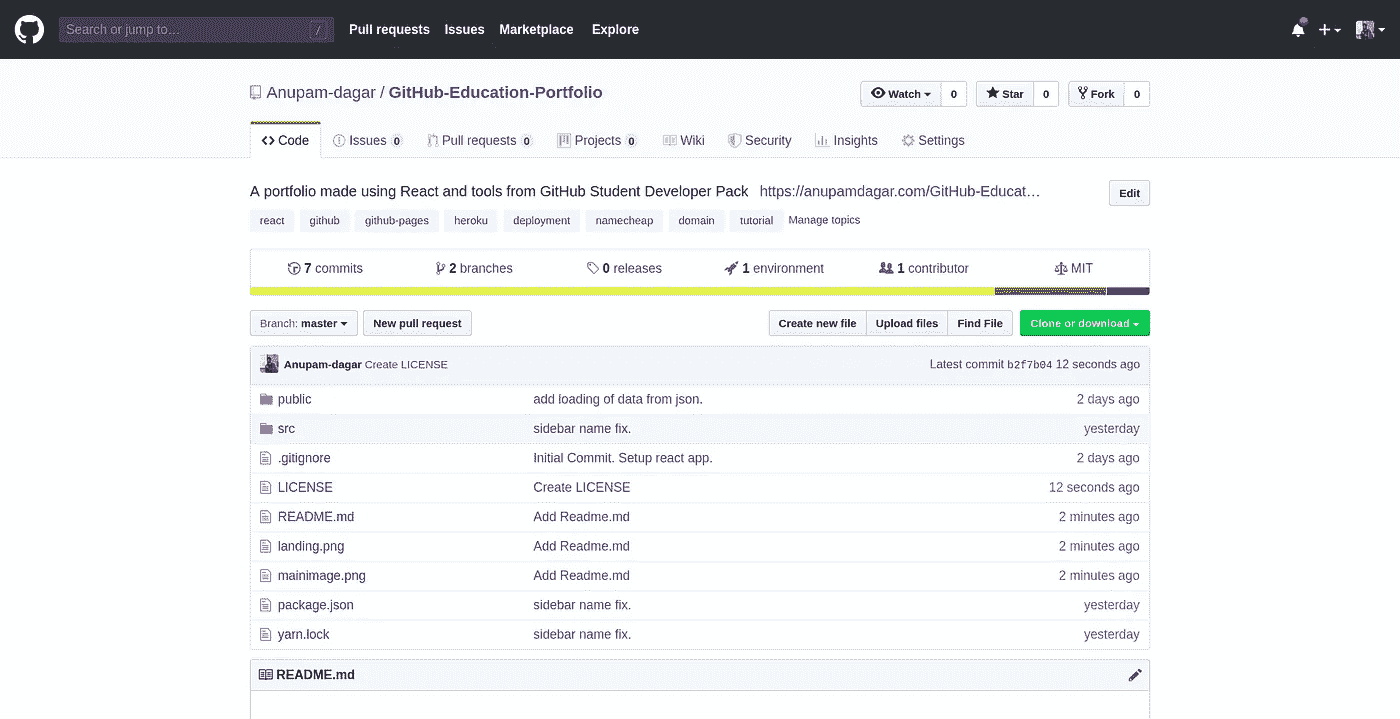 Search or jump to… /
Pull requests Issues Marketplace Explore
Anupam-dagar / GitHub-Education-Portfolio
Watch 0 Star 0 Fork 0
Code Issues 0 Pull requests 0 Projects 0 Wiki Security Insights Settings
A portfolio made using React and tools from GitHub Student Developer Pack https://anupamdagar.com/GitHub-Educat… Edit
react github github-pages heroku deployment namecheap domain tutorial Manage topics
7 commits 2 branches 0 releases 1 environment 1 contributor MIT
Branch: master New pull request Create new file Upload files Find File Clone or download
Anupam-dagar Create LICENSE Latest commit b2f7b04 12 seconds ago
public add loading of data from json. 2 days ago
src sidebar name fix. yesterday
.gitignore Initial Commit. Setup react app. 2 days ago
LICENSE Create LICENSE 12 seconds ago
README.md Add Readme.md 2 minutes ago
landing.png Add Readme.md 2 minutes ago
mainimage.png Add Readme.md 2 minutes ago
package.json sidebar name fix. yesterday
yarn.lock sidebar name fix. yesterday
README.md